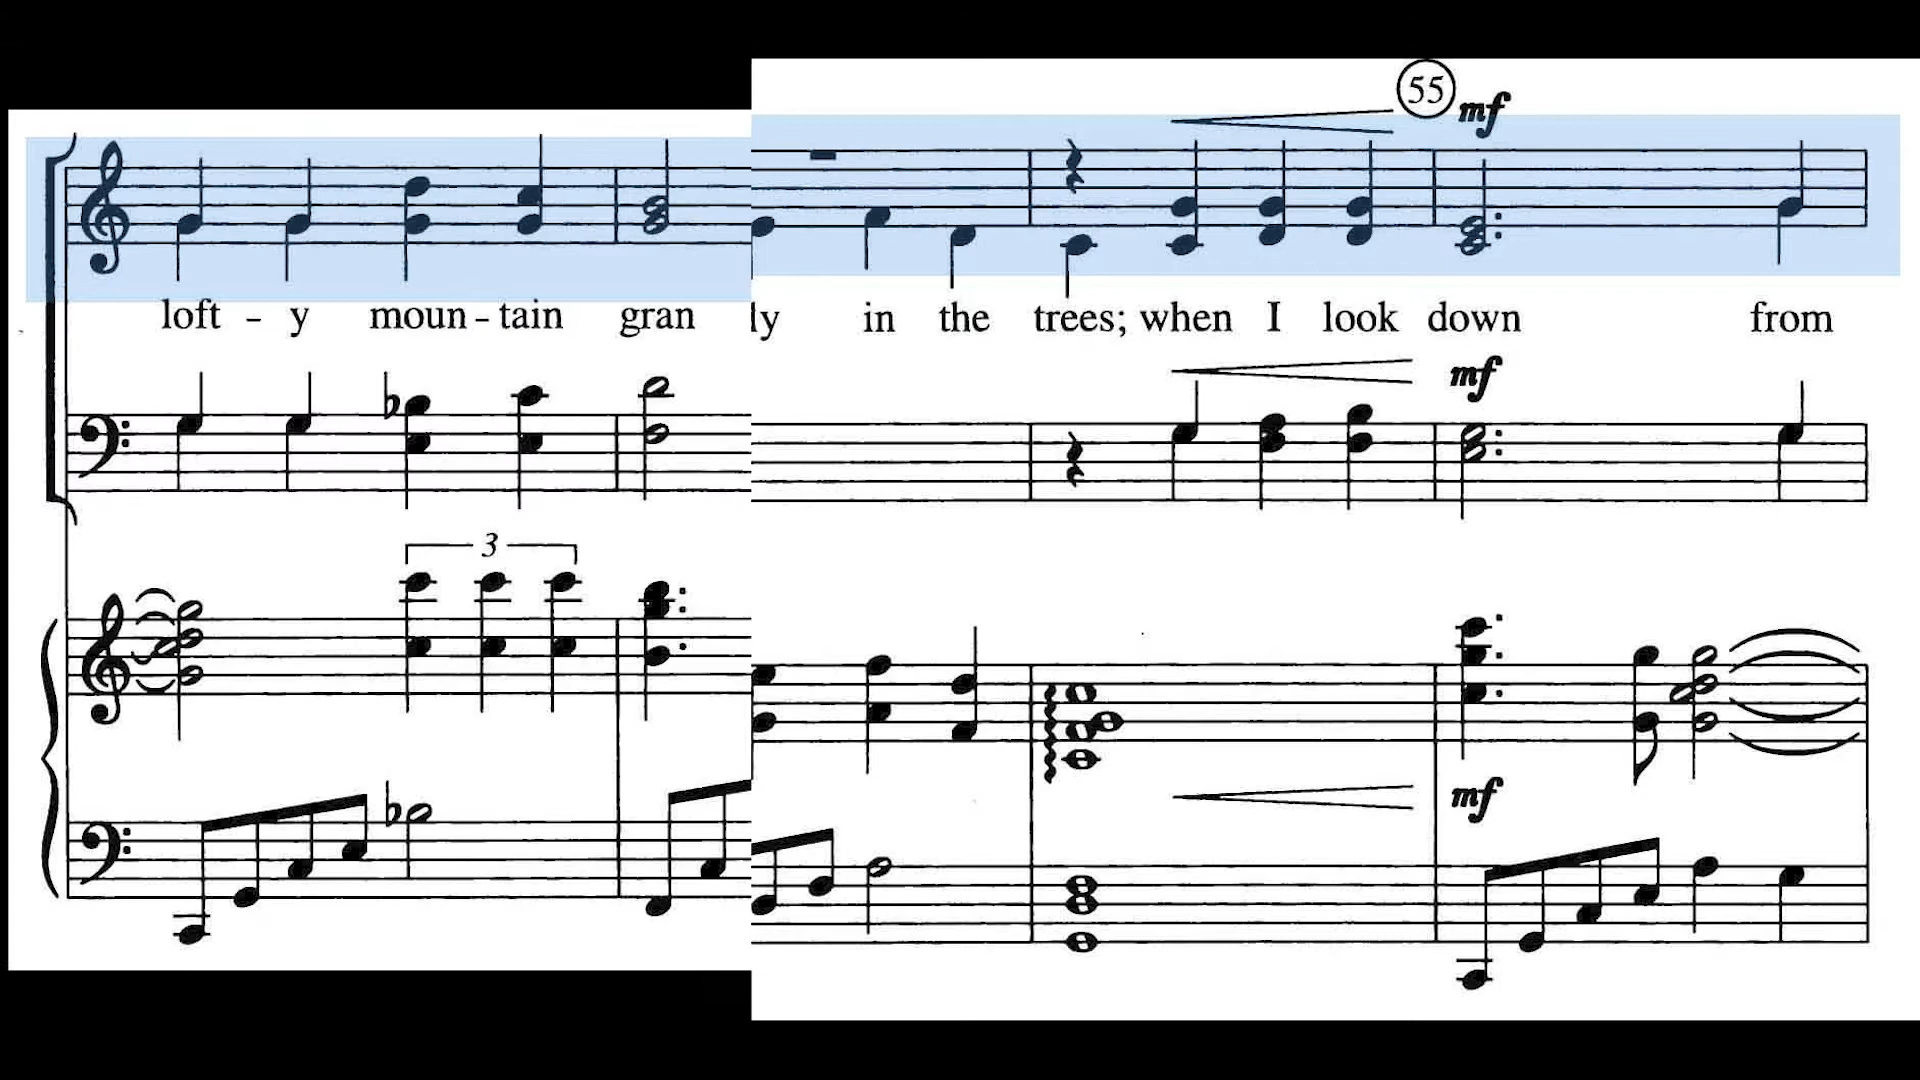 55 mf
loft - y moun - tain gran ly in the trees; when I look down from
mf
3
mf